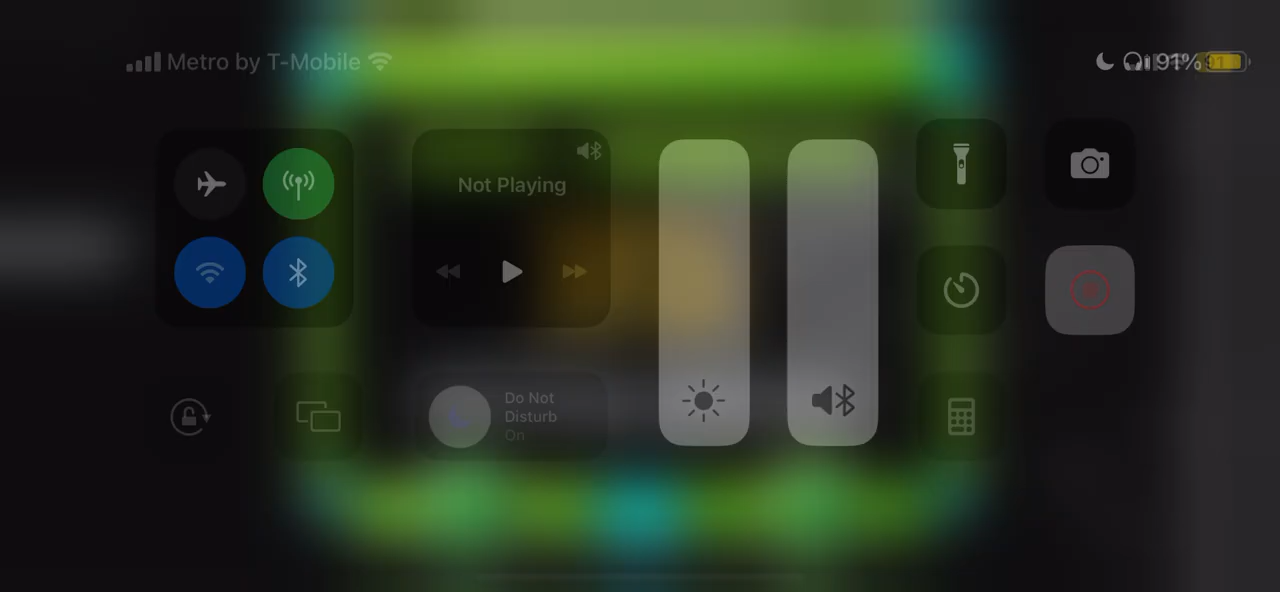 Metro by T-Mobile
91%
Not Playing
Do Not
Disturb
On